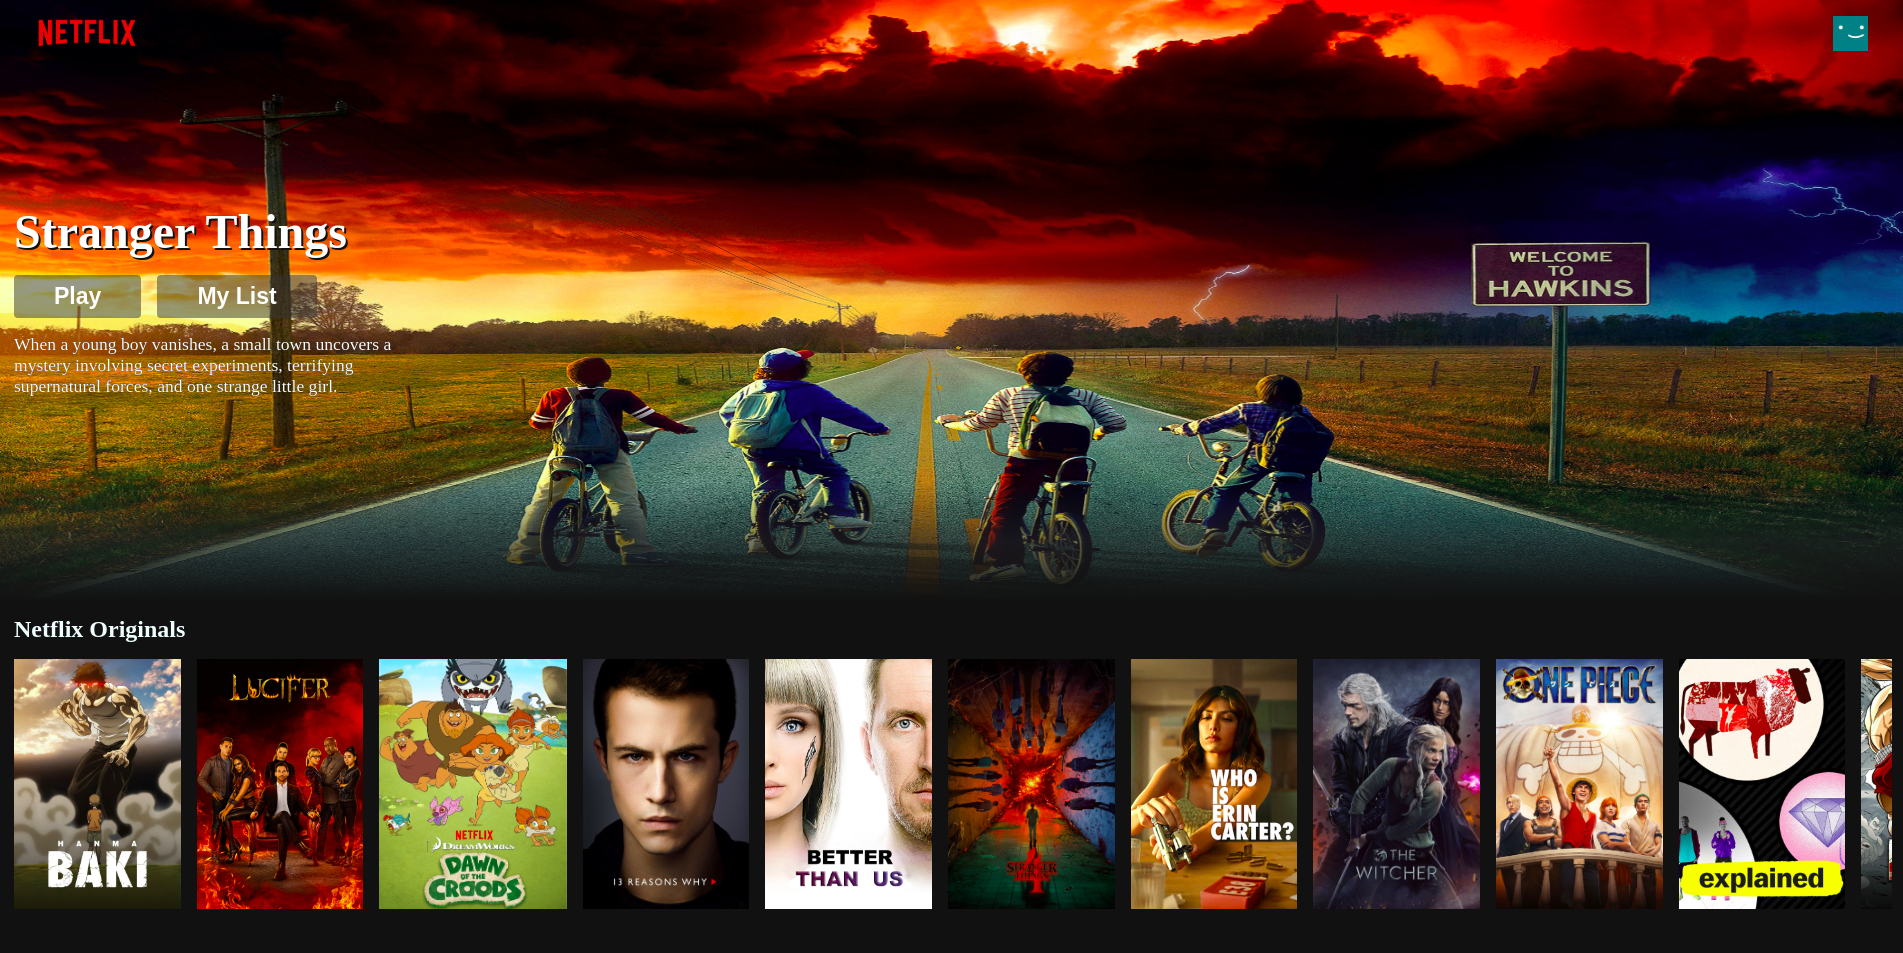 NETFLIX
Stranger Things
Play
My List
When a young boy vanishes, a small town uncovers a
mystery involving secret experiments, terrifying
supernatural forces, and one strange little girl.
WELCOME
TO
HAWKINS
Netflix Originals
HANMA
BAKI
LUCIFER
NETFLIX
DREAMWORKS
DAWN
OF THE
CROODS
13 REASONS WHY
BETTER
THAN US
STRANGER
THINGS
WHO
IS
ERIN
CARTER?
THE
WITCHER
ONE PIECE
explained